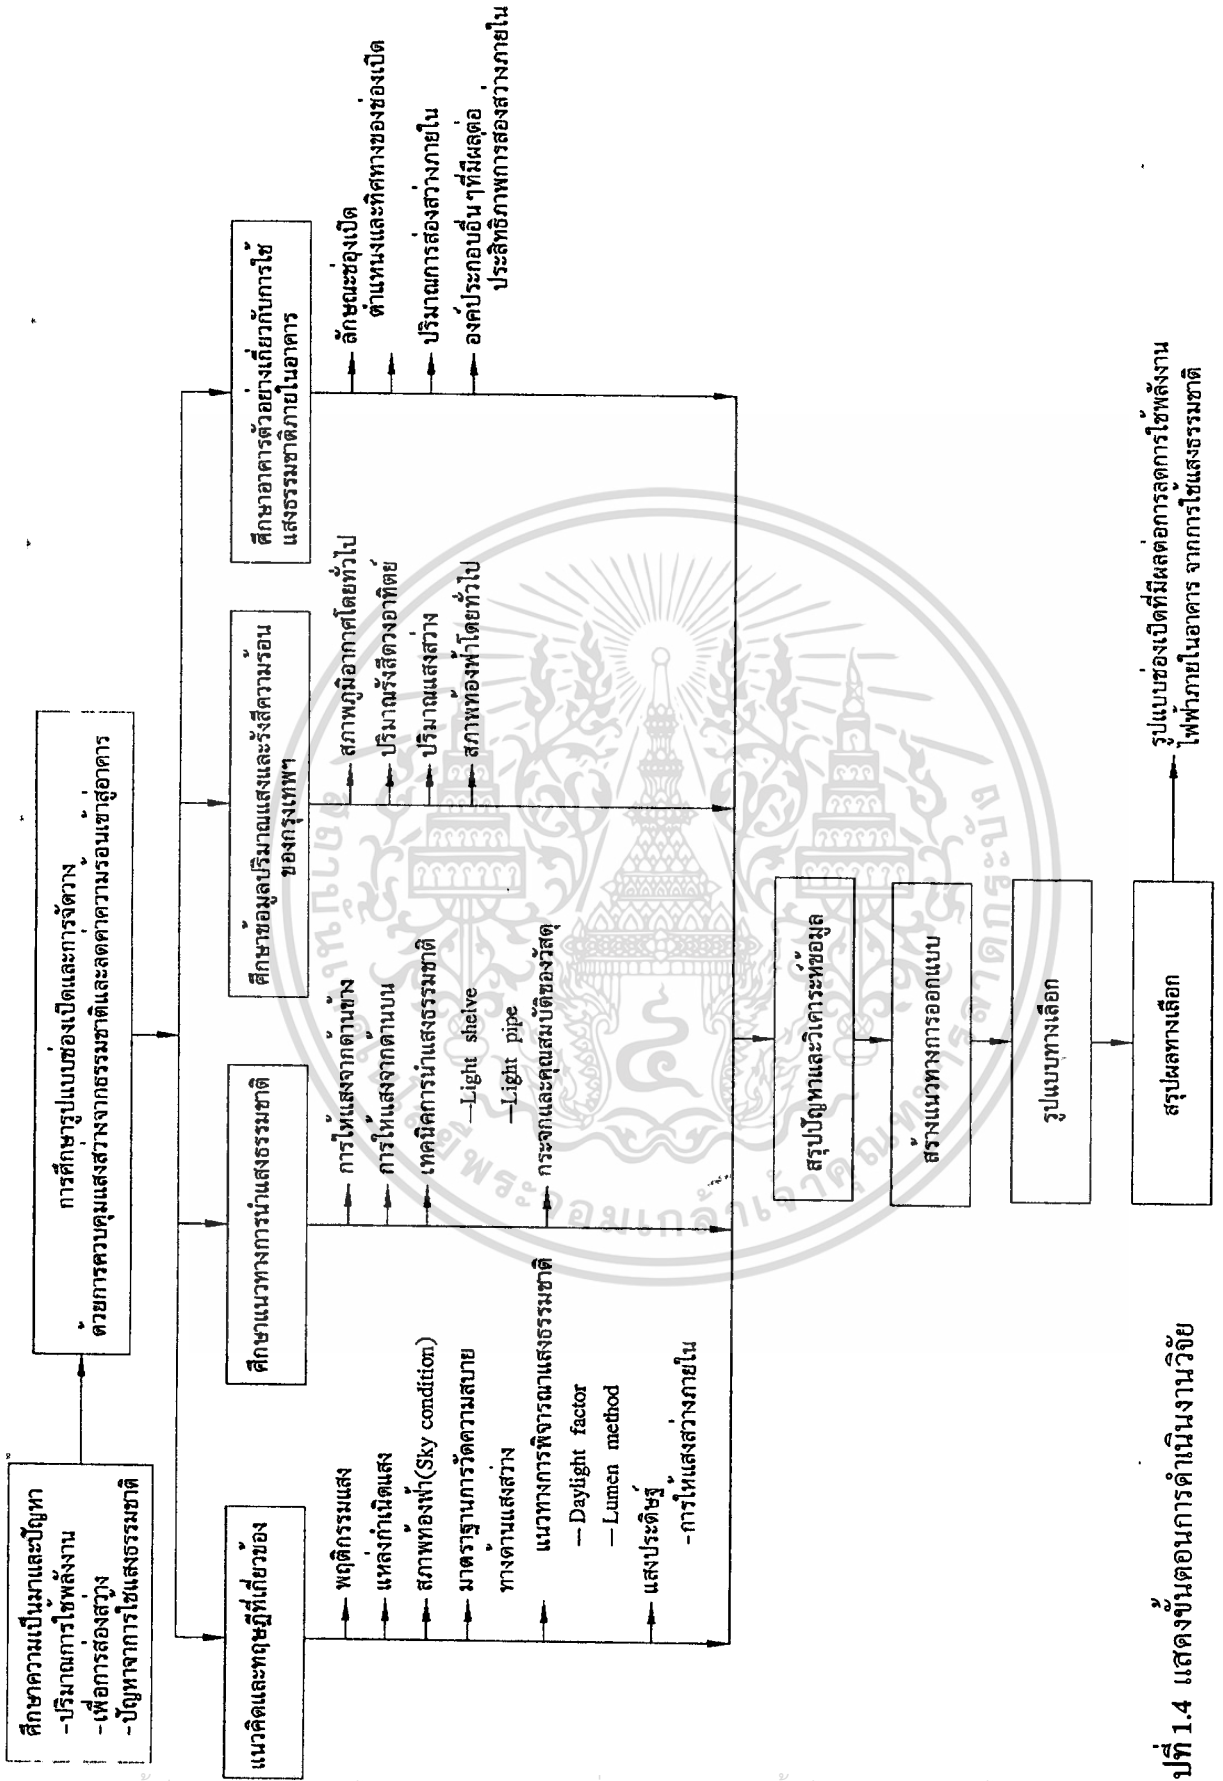 ศึกษาความเป็นมาและปัญหา
-ปริมาณการใช้พลังงาน
-เพื่อการส่องสว่าง
-ปัญหาจาการใช้แสงธรรมชาติ
การศึกษารูปแบบช่องเปิดและการจัดวาง
ด้วยการควบคุมแสงสว่างจากธรรมชาติและลดค่าความร้อนเข้าสู่อาคาร
แนวคิดและทฤษฎีที่เกี่ยวข้อง
พฤติกรรมแสง
แหล่งกำเนิดแสง
สภาพท้องฟ้า(Sky condition)
มาตราฐานการวัดความสบาย
ทางด้านแสงสว่าง
แนวทางการพิจารณาแสงธรรมชาติ
— Daylight factor
— Lumen method
แสงประดิษฐ์
-การให้แสงสว่างภายใน
ศึกษาแนวทางการนำแสงธรรมชาติ
การให้แสงจากด้านข้าง
การให้แสงจากด้านบน
เทคนิคการนำแสงธรรมชาติ
—Light shelve
—Light pipe
กระจกและคุณสมบัติของวัสดุ
ศึกษาข้อมูลปริมาณแสงและรังสีความร้อน
ของกรุงเทพฯ
สภาพภูมิอากาศโดยทั่วไป
ปริมาณรังสีดวงอาทิตย์
ปริมาณแสงสว่าง
สภาพท้องฟ้าโดยทั่วไป
ศึกษาอาคารตัวอย่างเกี่ยวกับการใช้
แสงธรรมชาติภายในอาคาร
ลักษณะช่องเปิด
ตำแหนงและทิศทางของช่องเปิด
ปริมาณการส่องสว่างภายใน
องค์ประกอบอื่นๆที่มีผลต่อ
ประสิทธิภาพการส่องสว่างภายใน
สรุปปัญหาและวิเคราะห์ข้อมูล
สร้างแนวทางการออกแบบ
รูปแบบทางเลือก
สรุปผลทางเลือก
รูปแบบช่องเปิดที่มีผลต่อการลดการใช้พลังงาน
ไฟฟ้าภายในอาคาร จากการใช้แสงธรรมชาติ
ปที่ 1.4 แสดงขั้นตอนการดำเนินงานวิจัย